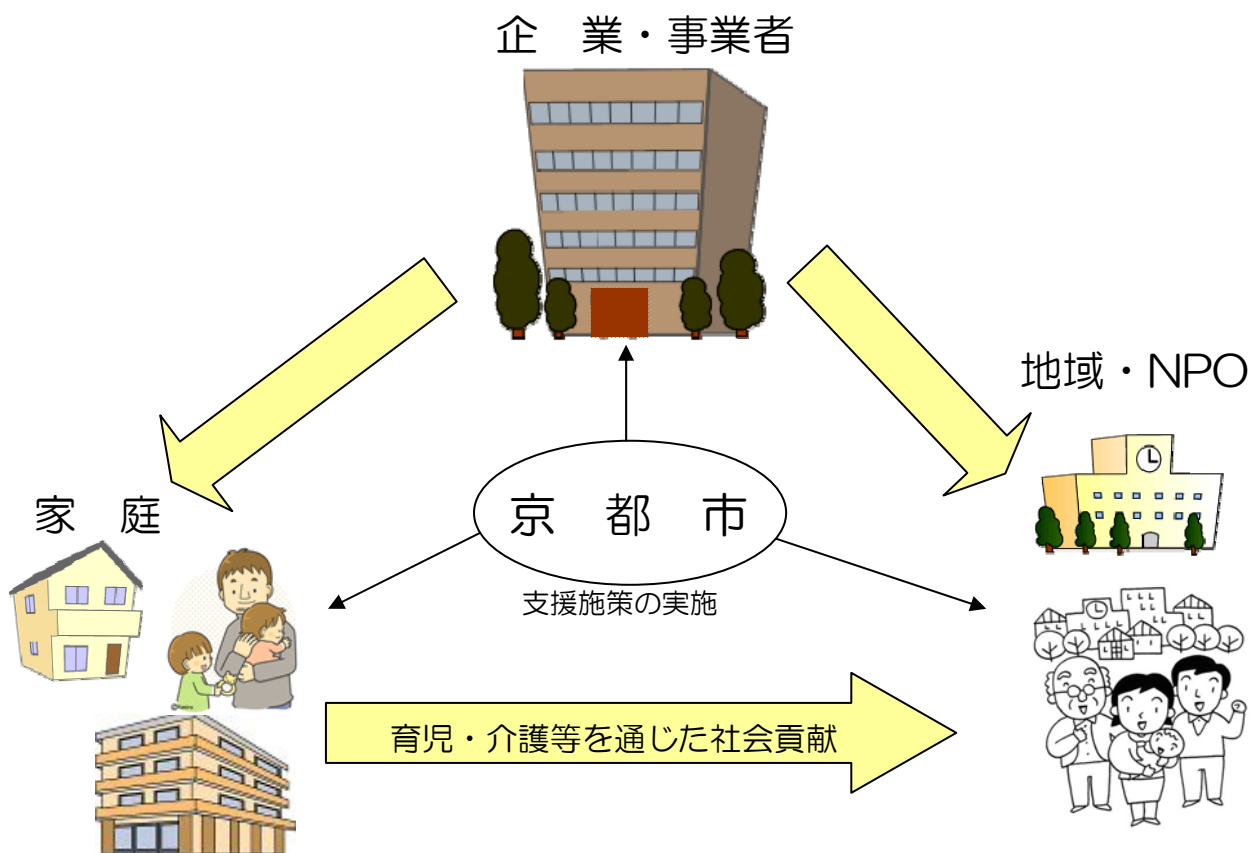 企　業・事業者
地域・NPO
家　庭
京　都　市
支援施策の実施
育児・介護等を通じた社会貢献